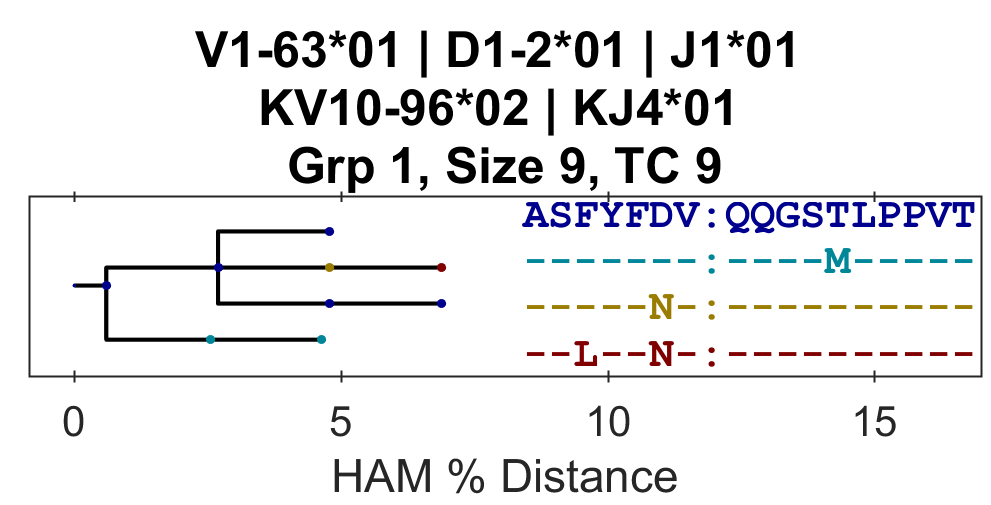 V1-63*01 | D1-2*01 | J1*01
KV10-96*02 | KJ4*01
Grp 1, Size 9, TC 9
ASFYFDV:QQGSTLPPVT
-------:----M-----
-----N-:----------
--L--N-:----------
0 5 10 15
HAM % Distance